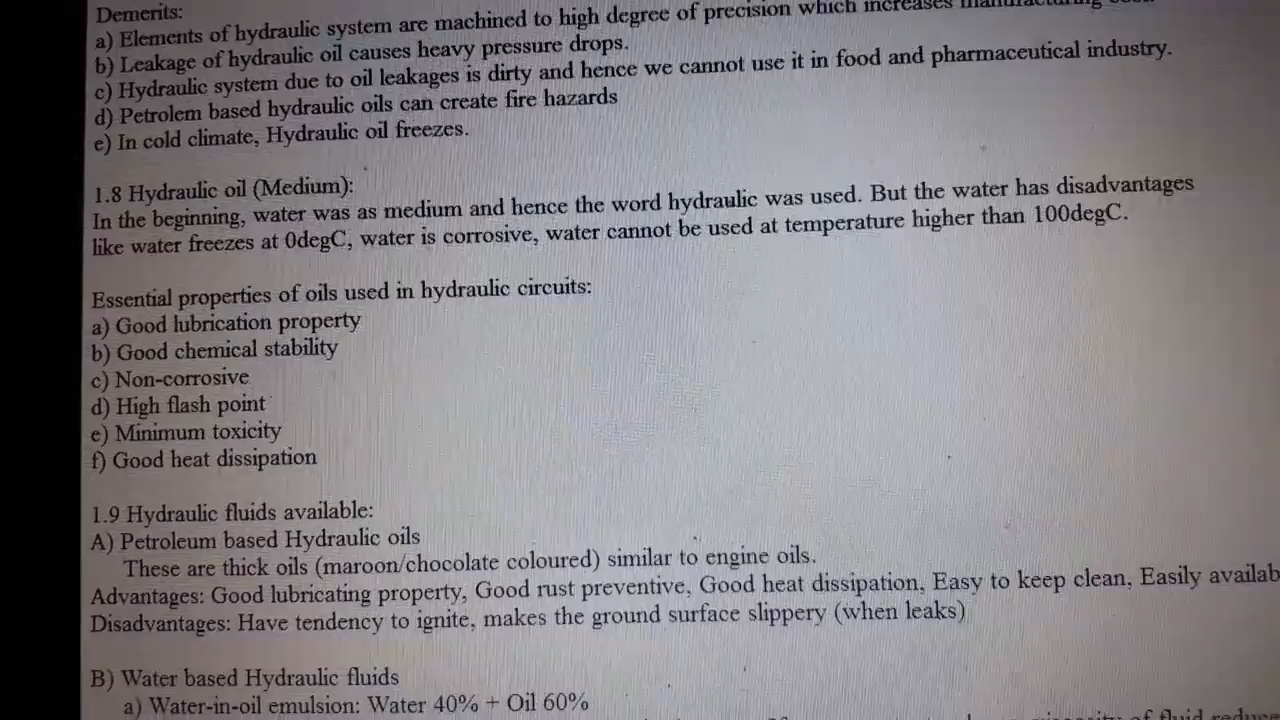 Demerits:
a) Elements of hydraulic system are machined to high degree of precision which increases
b) Leakage of hydraulic oil causes heavy pressure drops.
c) Hydraulic system due to oil leakages is dirty and hence we cannot use it in food and pharmaceutical industry.
d) Petrolem based hydraulic oils can create fire hazards
e) In cold climate, Hydraulic oil freezes.
1.8 Hydraulic oil (Medium):
In the beginning, water was as medium and hence the word hydraulic was used. But the water has disadvantages
like water freezes at 0degC, water is corrosive, water cannot be used at temperature higher than 100degC.
Essential properties of oils used in hydraulic circuits:
a) Good lubrication property
b) Good chemical stability
c) Non-corrosive
d) High flash point
e) Minimum toxicity
f) Good heat dissipation
1.9 Hydraulic fluids available:
A) Petroleum based Hydraulic oils
These are thick oils (maroon/chocolate coloured) similar to engine oils.
Advantages: Good lubricating property, Good rust preventive, Good heat dissipation, Easy to keep clean, Easily availab
Disadvantages: Have tendency to ignite, makes the ground surface slippery (when leaks)
B) Water based Hydraulic fluids
a) Water-in-oil emulsion: Water 40% + Oil 60%
of fluid